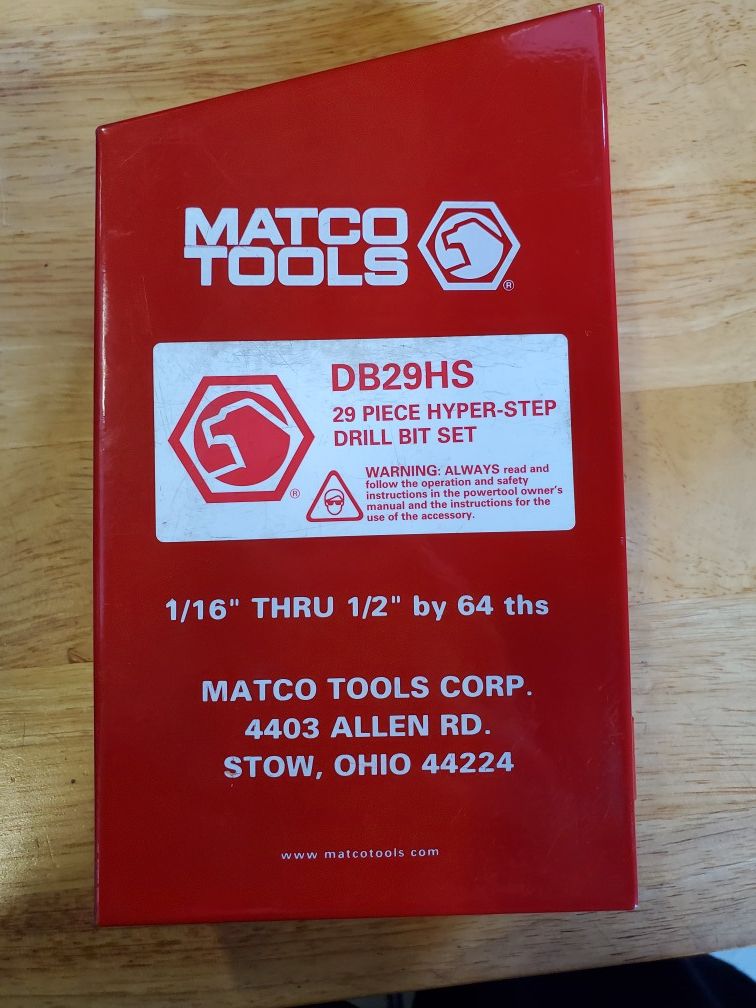 MATCO
TOOLS
®
DB29HS
29 PIECE HYPER-STEP
DRILL BIT SET
®
WARNING: ALWAYS read and
follow the operation and safety
instructions in the powertool owner's
manual and the instructions for the
use of the accessory.
1/16" THRU 1/2" by 64 ths
MATCO TOOLS CORP.
4403 ALLEN RD.
STOW, OHIO 44224
www matcotools com